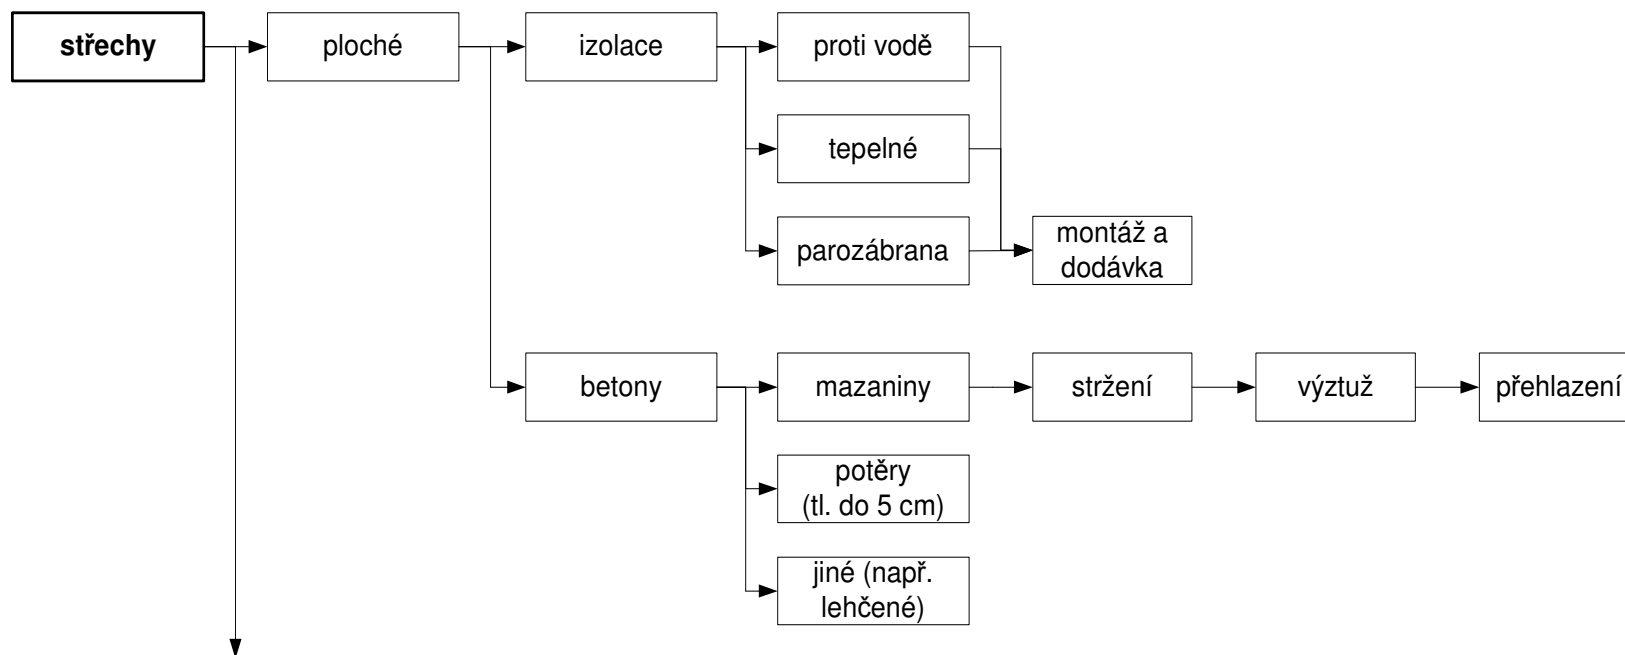 střechy
ploché
izolace
proti vodě
tepelné
parozábrana
montáž a
dodávka
betony
mazaniny
stržení
výztuž
přehlazení
potěry
(tl. do 5 cm)
jiné (např.
lehčené)